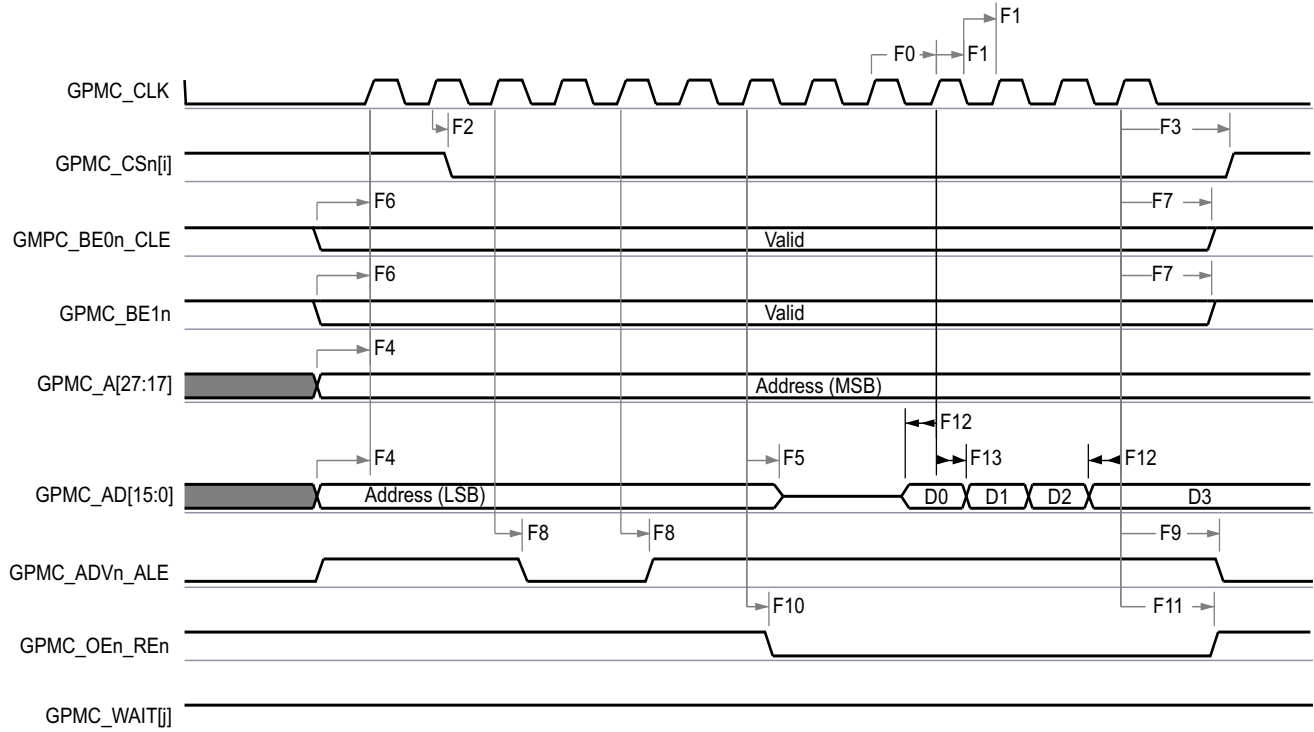 F1
F0 F1
GPMC_CLK
F2 F3
GPMC_CSn[i]
F6 F7
GMPC_BE0n_CLE Valid
F6 F7
GPMC_BE1n Valid
F4
GPMC_A[27:17] Address (MSB)
F12
F4 F5 F13 F12
GPMC_AD[15:0] Address (LSB) D0 D1 D2 D3
F8 F8 F9
GPMC_ADVn_ALE
F10 F11
GPMC_OEn_REn
GPMC_WAIT[j]